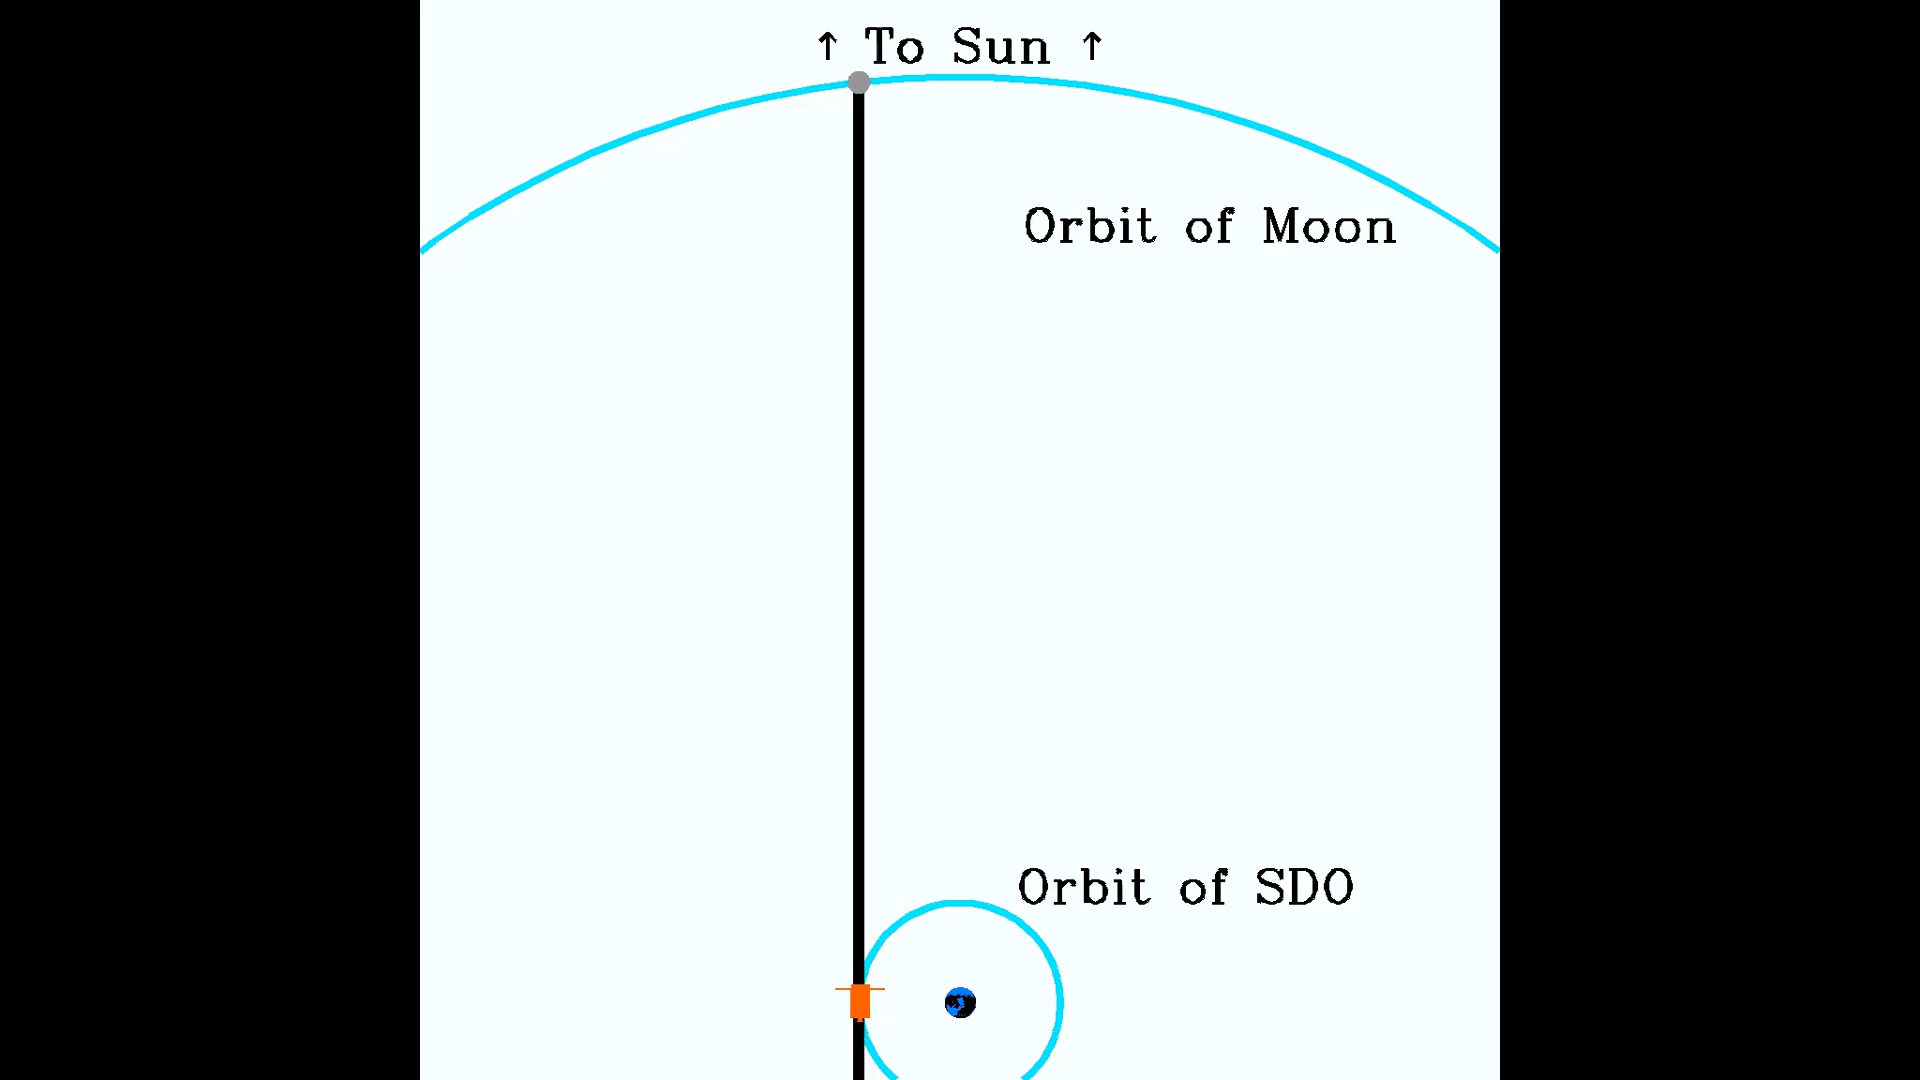 ↑ To Sun ↑
Orbit of Moon
Orbit of SDO